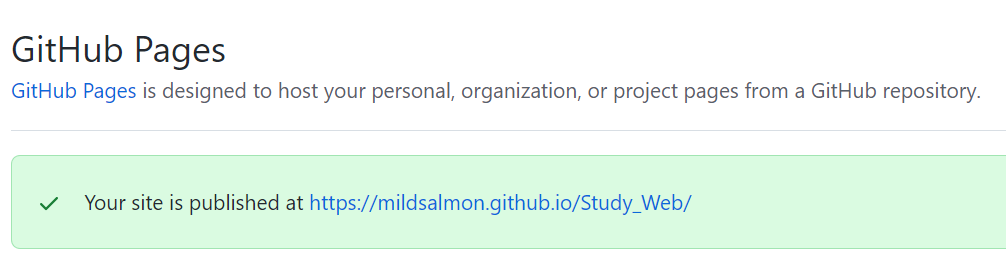 GitHub Pages
GitHub Pages is designed to host your personal, organization, or project pages from a GitHub repository.
Your site is published at https://mildsalmon.github.io/Study_Web/